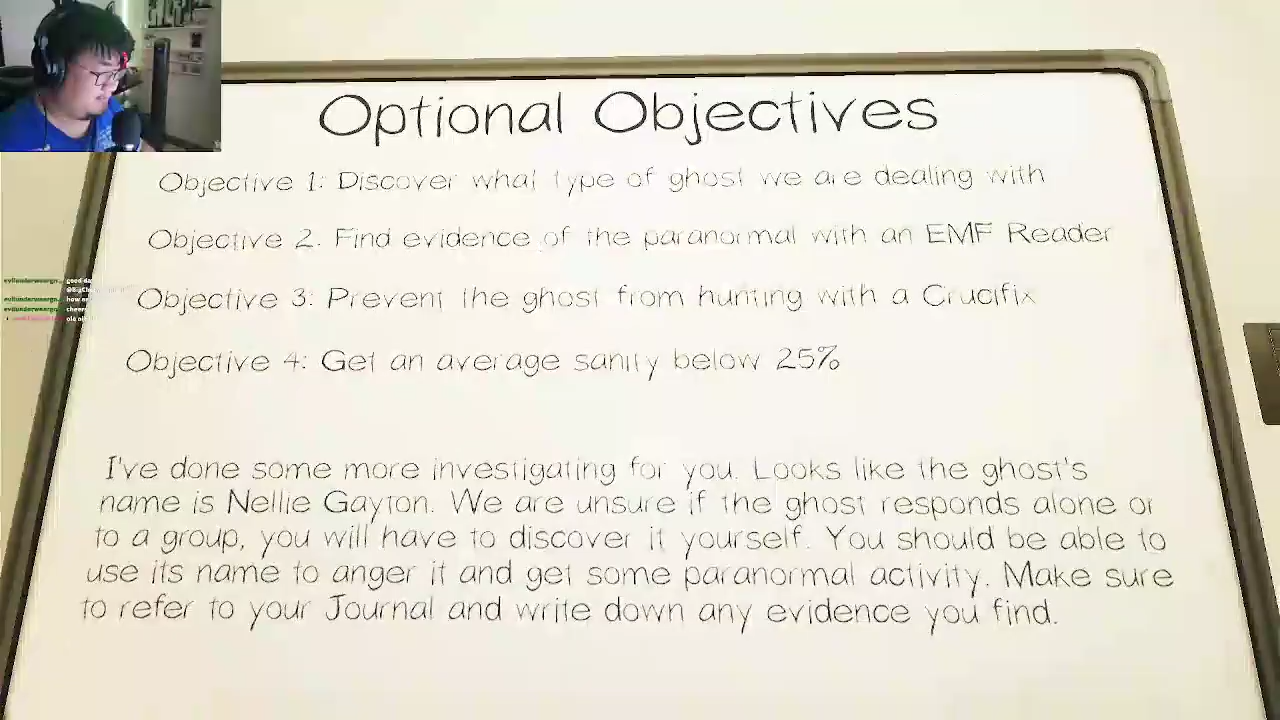 Optional Objectives
Objective 1: Discover what type of ghost we are dealing with
Objective 2: Find evidence of the paranormal with an EMF Reader
Objective 3: Prevent the ghost from hunting with a Crucifix
Objective 4: Get an average sanity below 25%
I've done some more investigating for you. Looks like the ghost's
name is Nellie Gayton. We are unsure if the ghost responds alone or
to a group, you will have to discover it yourself. You should be able to
use its name to anger it and get some paranormal activity. Make sure
to refer to your Journal and write down any evidence you find.